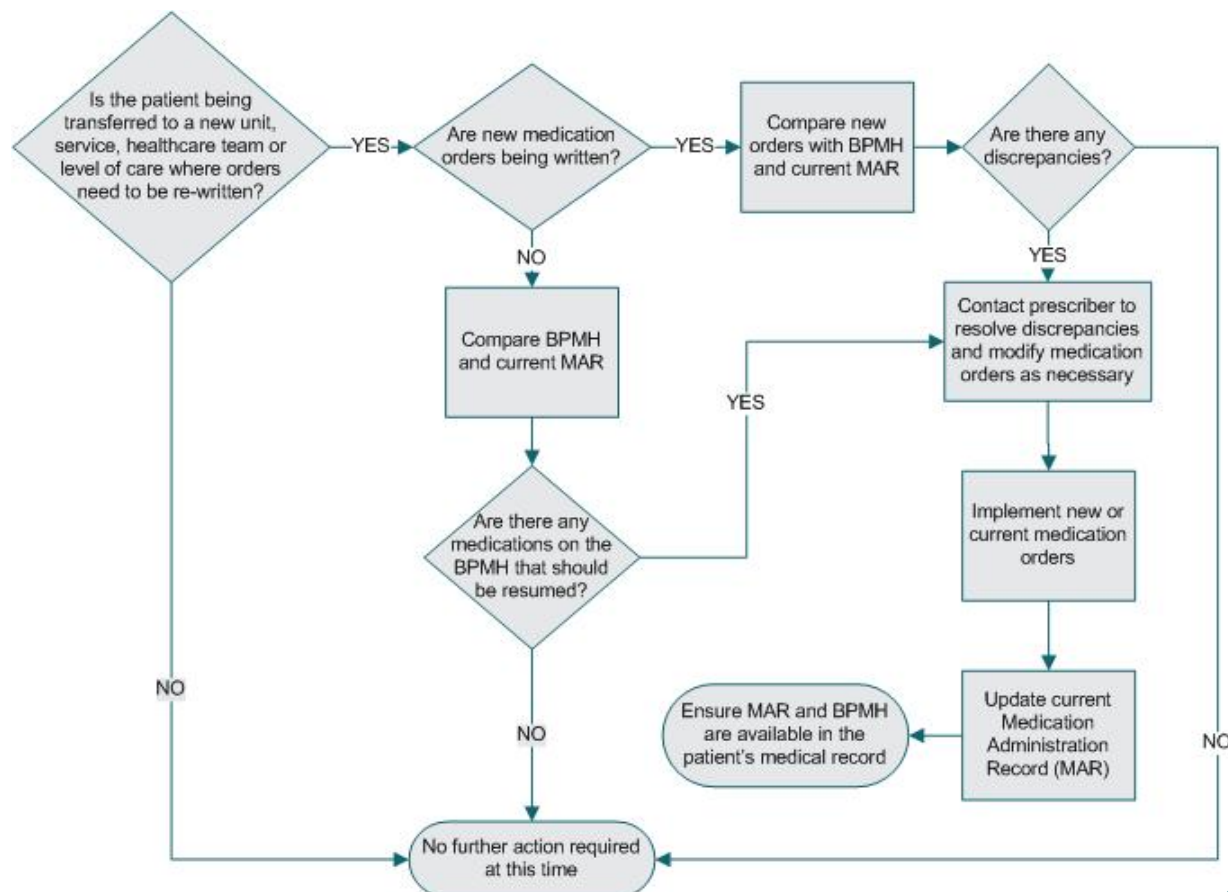 Is the patient being
transferred to a new unit,
service, healthcare team or
level of care where orders
need to be re-written?
YES
Are new medication
orders being written?
YES
Compare new
orders with BPMH
and current MAR
Are there any
discrepancies?
NO
YES
Compare BPMH
and current MAR
Contact prescriber to
resolve discrepancies
and modify medication
orders as necessary
YES
Are there any
medications on the
BPMH that should
be resumed?
Implement new or
current medication
orders
NO
NO
Ensure MAR and BPMH
are available in the
patient's medical record
Update current
Medication
Administration
Record (MAR)
NO
No further action required
at this time